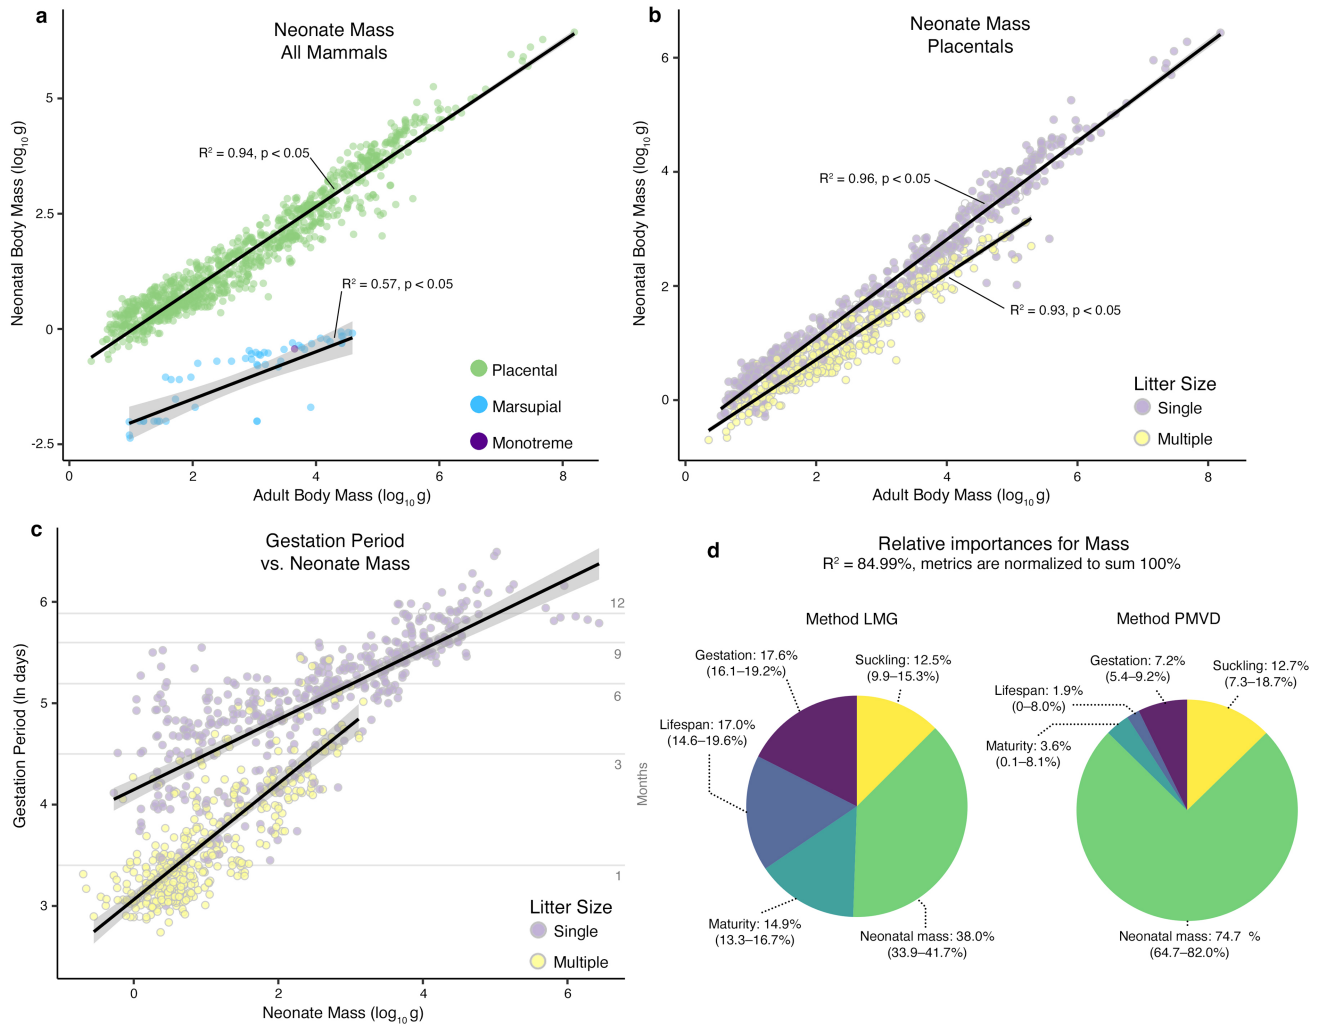 a
Neonate Mass
All Mammals
Neonatal Body Mass (log10 g)
5
2.5
0
-2.5
R2 = 0.94, p < 0.05
R2 = 0.57, p < 0.05
Placental
Marsupial
Monotreme
0 2 4 6 8
Adult Body Mass (log10 g)
b
Neonate Mass
Placentals
Neonatal Body Mass (log10 g)
6
4
2
0
R2 = 0.96, p < 0.05
R2 = 0.93, p < 0.05
Litter Size
Single
Multiple
0 2 4 6 8
Adult Body Mass (log10 g)
c
Gestation Period
vs. Neonate Mass
Gestation Period (ln days)
6
5
4
3
12
9
6
3
1
Months
Litter Size
Single
Multiple
0 2 4 6
Neonate Mass (log10 g)
d
Relative importances for Mass
R2 = 84.99%, metrics are normalized to sum 100%
Method LMG
Gestation: 17.6%
(16.1–19.2%)
Suckling: 12.5%
(9.9–15.3%)
Lifespan: 17.0%
(14.6–19.6%)
Maturity: 14.9%
(13.3–16.7%)
Neonatal mass: 38.0%
(33.9–41.7%)
Method PMVD
Gestation: 7.2%
(5.4–9.2%)
Suckling: 12.7%
(7.3–18.7%)
Lifespan: 1.9%
(0–8.0%)
Maturity: 3.6%
(0.1–8.1%)
Neonatal mass: 74.7 %
(64.7–82.0%)